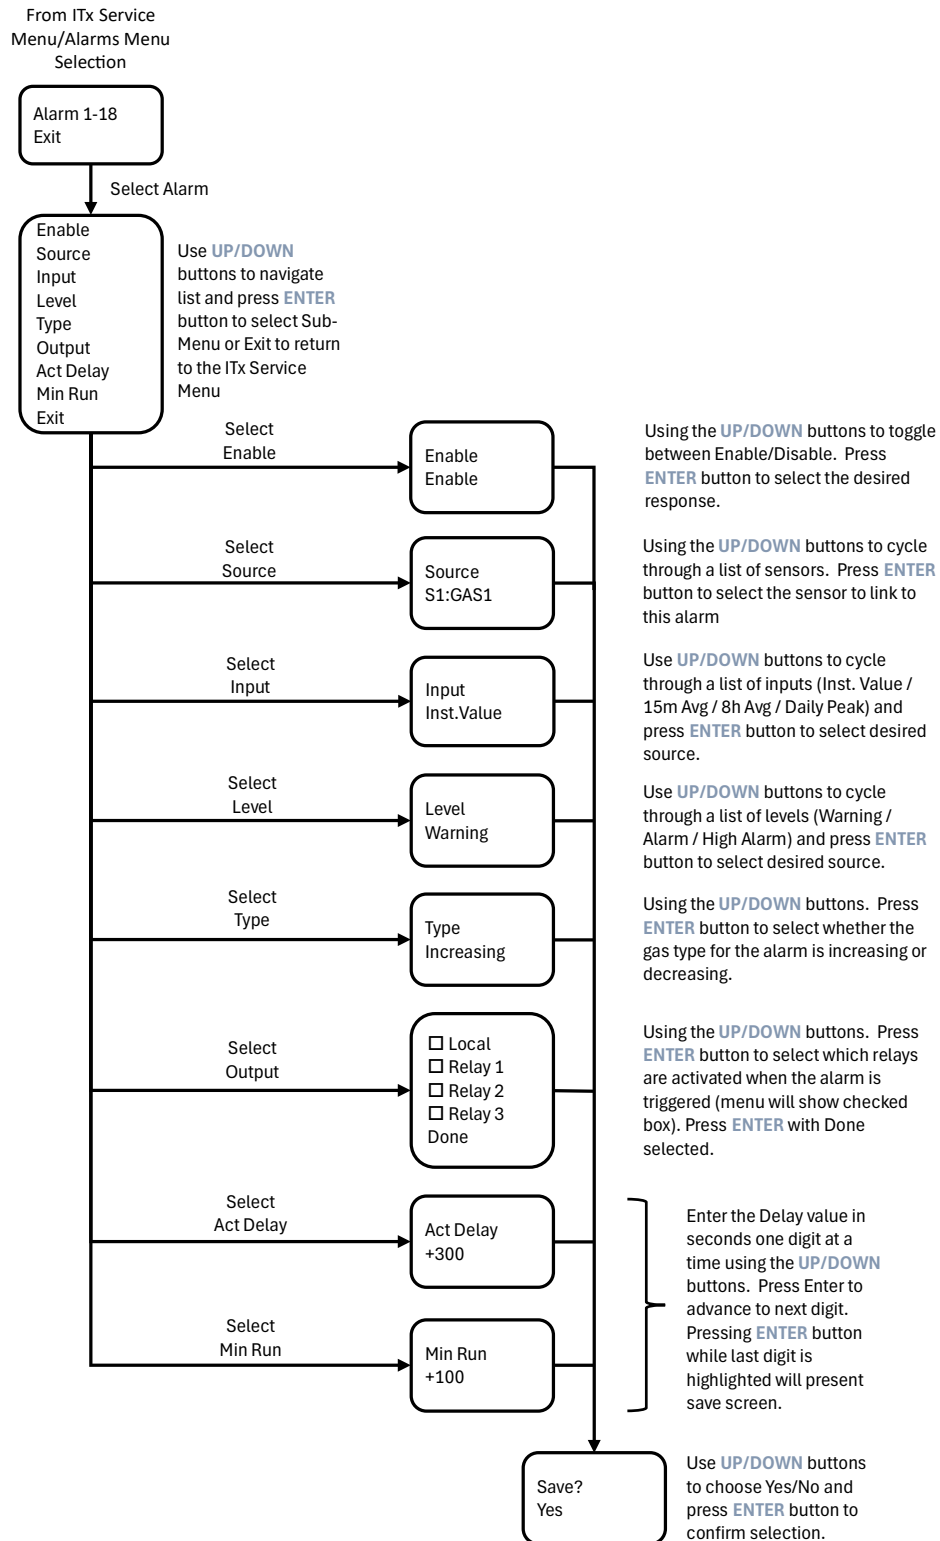 From ITx Service
Menu/Alarms Menu
Selection
Alarm 1-18
Exit
Select Alarm
Enable
Source
Input
Level
Type
Output
Act Delay
Min Run
Exit
Use UP/DOWN
buttons to navigate
list and press ENTER
button to select Sub-
Menu or Exit to return
to the ITx Service
Menu
Select
Enable
Enable
Enable
Using the UP/DOWN buttons to toggle
between Enable/Disable.  Press
ENTER button to select the desired
response.
Select
Source
Source
S1:GAS1
Using the UP/DOWN buttons to cycle
through a list of sensors.  Press ENTER
button to select the sensor to link to
this alarm
Select
Input
Input
Inst.Value
Use UP/DOWN buttons to cycle
through a list of inputs (Inst. Value /
15m Avg / 8h Avg / Daily Peak) and
press ENTER button to select desired
source.
Select
Level
Level
Warning
Use UP/DOWN buttons to cycle
through a list of levels (Warning /
Alarm / High Alarm) and press ENTER
button to select desired source.
Select
Type
Type
Increasing
Using the UP/DOWN buttons.  Press
ENTER button to select whether the
gas type for the alarm is increasing or
decreasing.
Select
Output
☐ Local
☐ Relay 1
☐ Relay 2
☐ Relay 3
Done
Using the UP/DOWN buttons.  Press
ENTER button to select which relays
are activated when the alarm is
triggered (menu will show checked
box). Press ENTER with Done
selected.
Select
Act Delay
Act Delay
+300
Select
Min Run
Min Run
+100
Enter the Delay value in
seconds one digit at a
time using the UP/DOWN
buttons.  Press Enter to
advance to next digit.
Pressing ENTER button
while last digit is
highlighted will present
save screen.
Save?
Yes
Use UP/DOWN buttons
to choose Yes/No and
press ENTER button to
confirm selection.